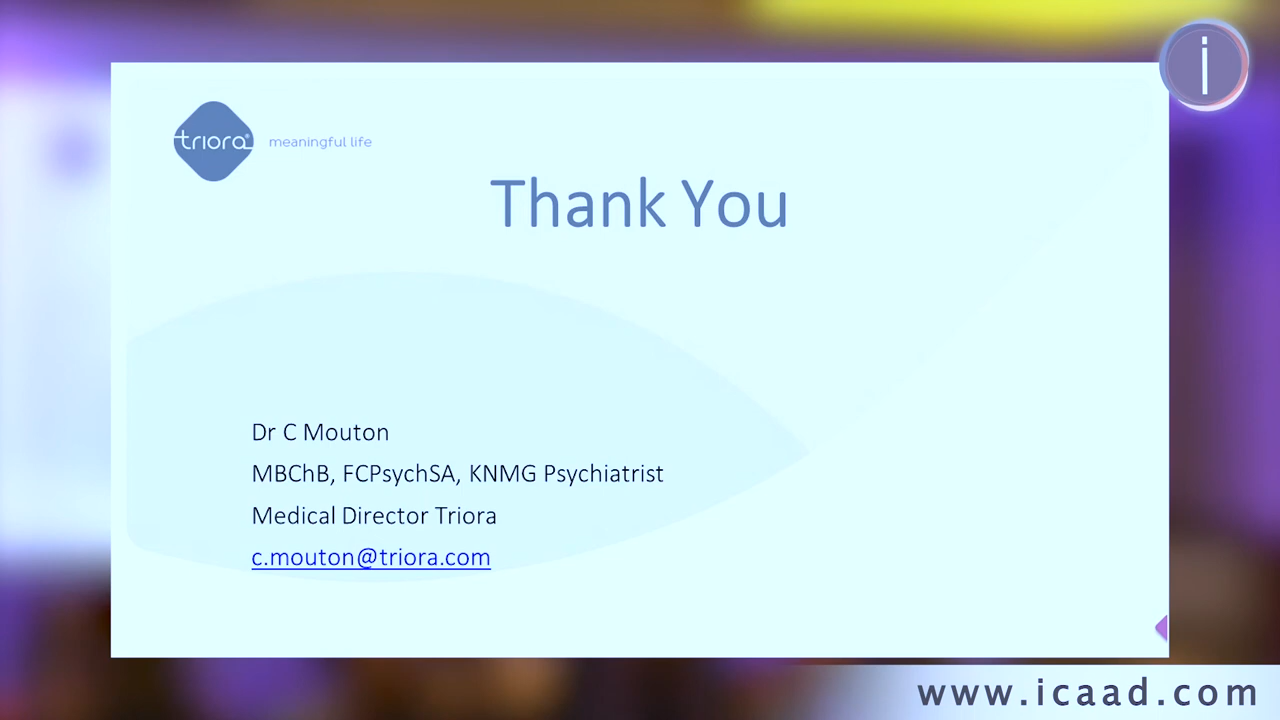 i
triora®
meaningful life
Thank You
Dr C Mouton
MBChB, FCPsychSA, KNMG Psychiatrist
Medical Director Triora
c.mouton@triora.com
www.icaad.com